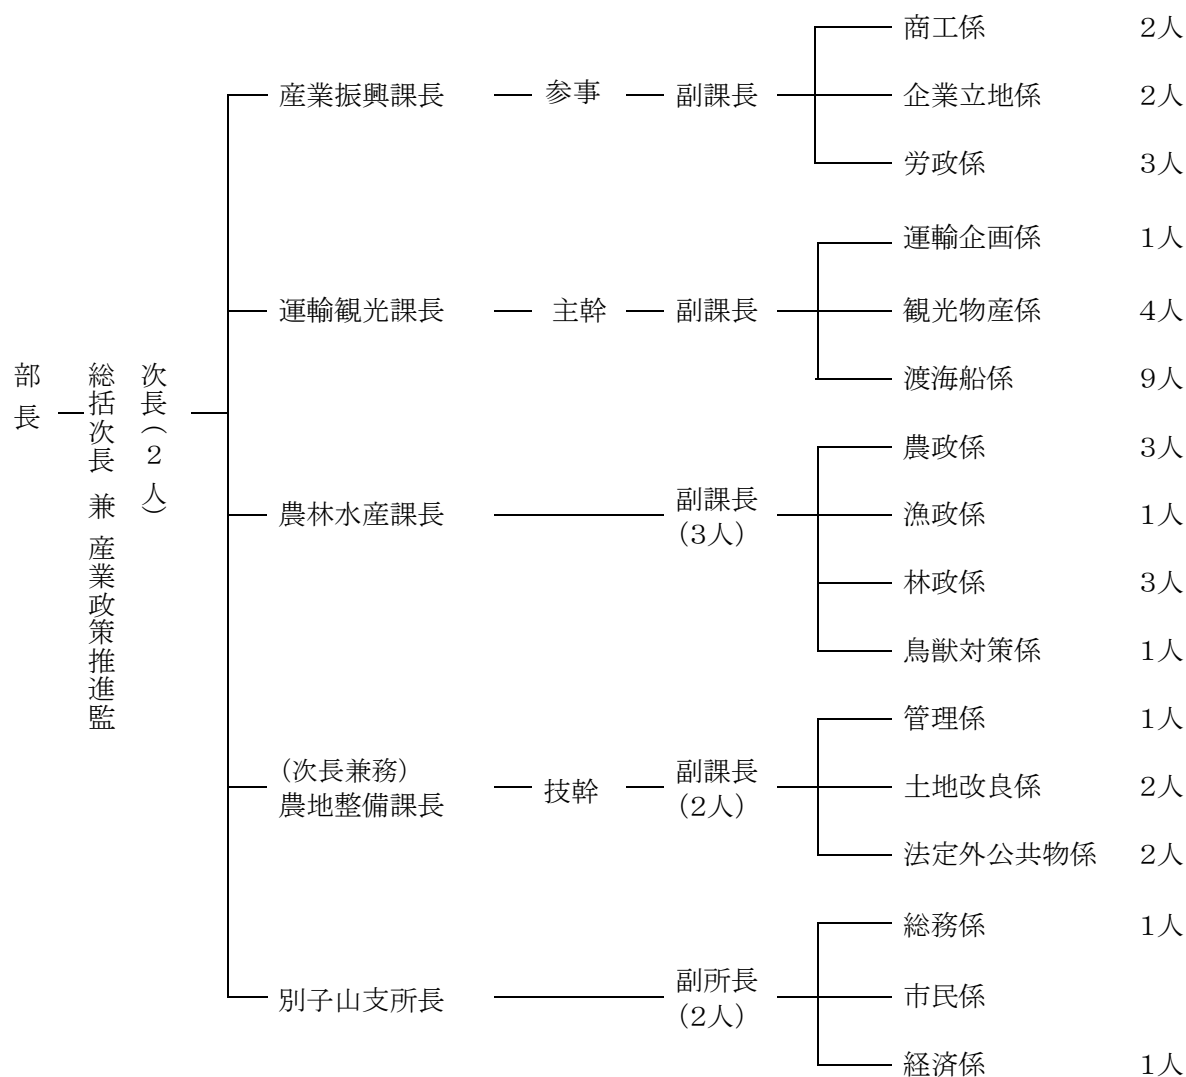 部長
総括次長 兼 産業政策推進監
次長（2人）
産業振興課長 参事 副課長
商工係 2人
企業立地係 2人
労政係 3人
運輸観光課長 主幹 副課長
運輸企画係 1人
観光物産係 4人
渡海船係 9人
農林水産課長 副課長
（3人）
農政係 3人
漁政係 1人
林政係 3人
鳥獣対策係 1人
（次長兼務）
農地整備課長 技幹 副課長
（2人）
管理係 1人
土地改良係 2人
法定外公共物係 2人
別子山支所長 副所長
（2人）
総務係 1人
市民係
経済係 1人